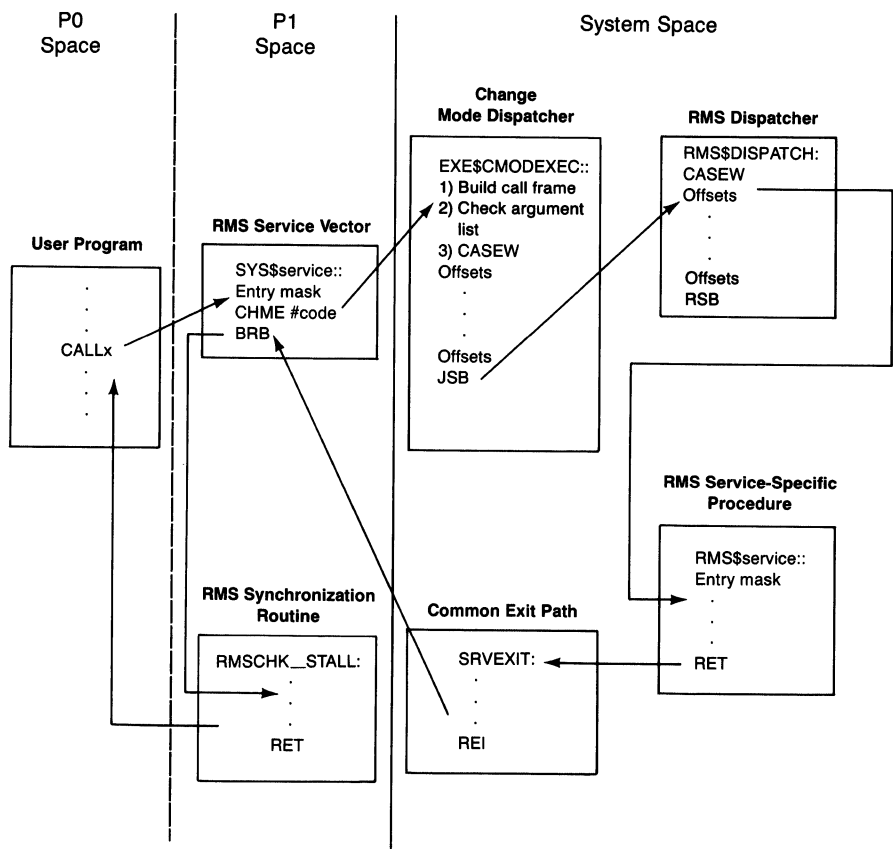 P0
Space
P1
Space
System Space
Change
Mode Dispatcher
EXE$CMODEXEC::
1) Build call frame
2) Check argument
list
3) CASEW
Offsets
.
.
.
Offsets
JSB
RMS Dispatcher
RMS$DISPATCH:
CASEW
Offsets
.
.
.
Offsets
RSB
RMS Service Vector
SYS$service::
Entry mask
CHME #code
BRB
User Program
.
.
.
CALLx
.
.
.
RMS Service-Specific
Procedure
RMS$service::
Entry mask
.
.
.
RET
RMS Synchronization
Routine
RMSCHK__STALL:
.
.
.
RET
Common Exit Path
SRVEXIT:
.
.
.
REI